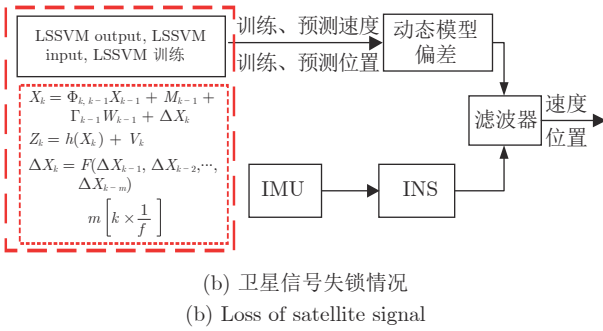 LSSVM output, LSSVM
input, LSSVM 训练
训练、预测速度
训练、预测位置
动态模型
偏差
X_k = Φ_{k, k−1}X_{k−1} + M_{k−1} +
Γ_{k−1}W_{k−1} + ΔX_k
Z_k = h(X_k) + V_k
ΔX_k = F(ΔX_{k−1}, ΔX_{k−2},⋯,
ΔX_{k−m})
m[k × 1/f]
滤波器
速度
位置
IMU
INS
(b) 卫星信号失锁情况
(b) Loss of satellite signal